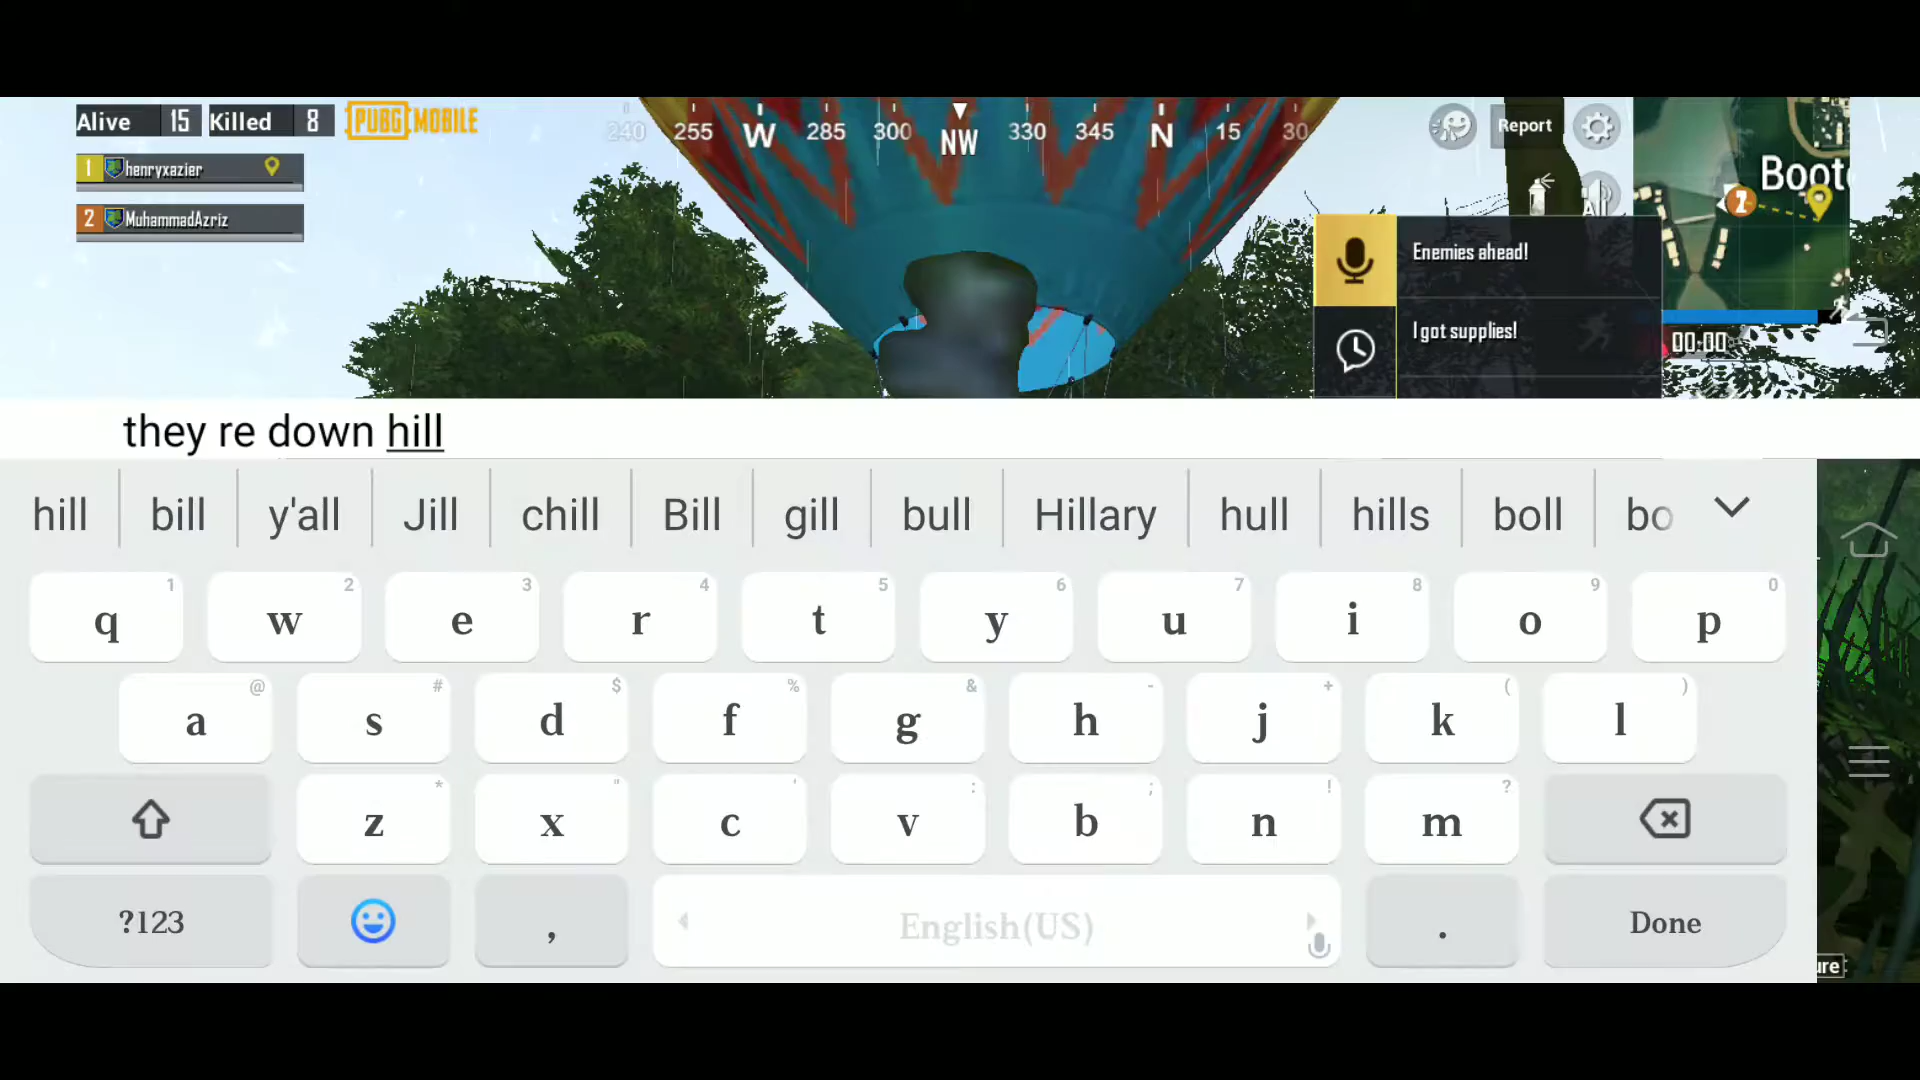 Alive 15 Killed 8 PUBG MOBILE
240 255 W 285 300 NW 330 345 N 15 30
Report
1 henryxazier
2 MuhammadAzriz
2
Enemies ahead!
I got supplies!
00:00
they re down hill
hill bill y'all Jill chill Bill gill bull Hillary hull hills boll
q 1 w 2 e 3 r 4 t 5 y 6 u 7 i 8 o 9 p 0
a @ s # d $ f % g & h - j + k ( l )
z * x " c ' v : b ; n ! m ?
?123 , English(US) . Done